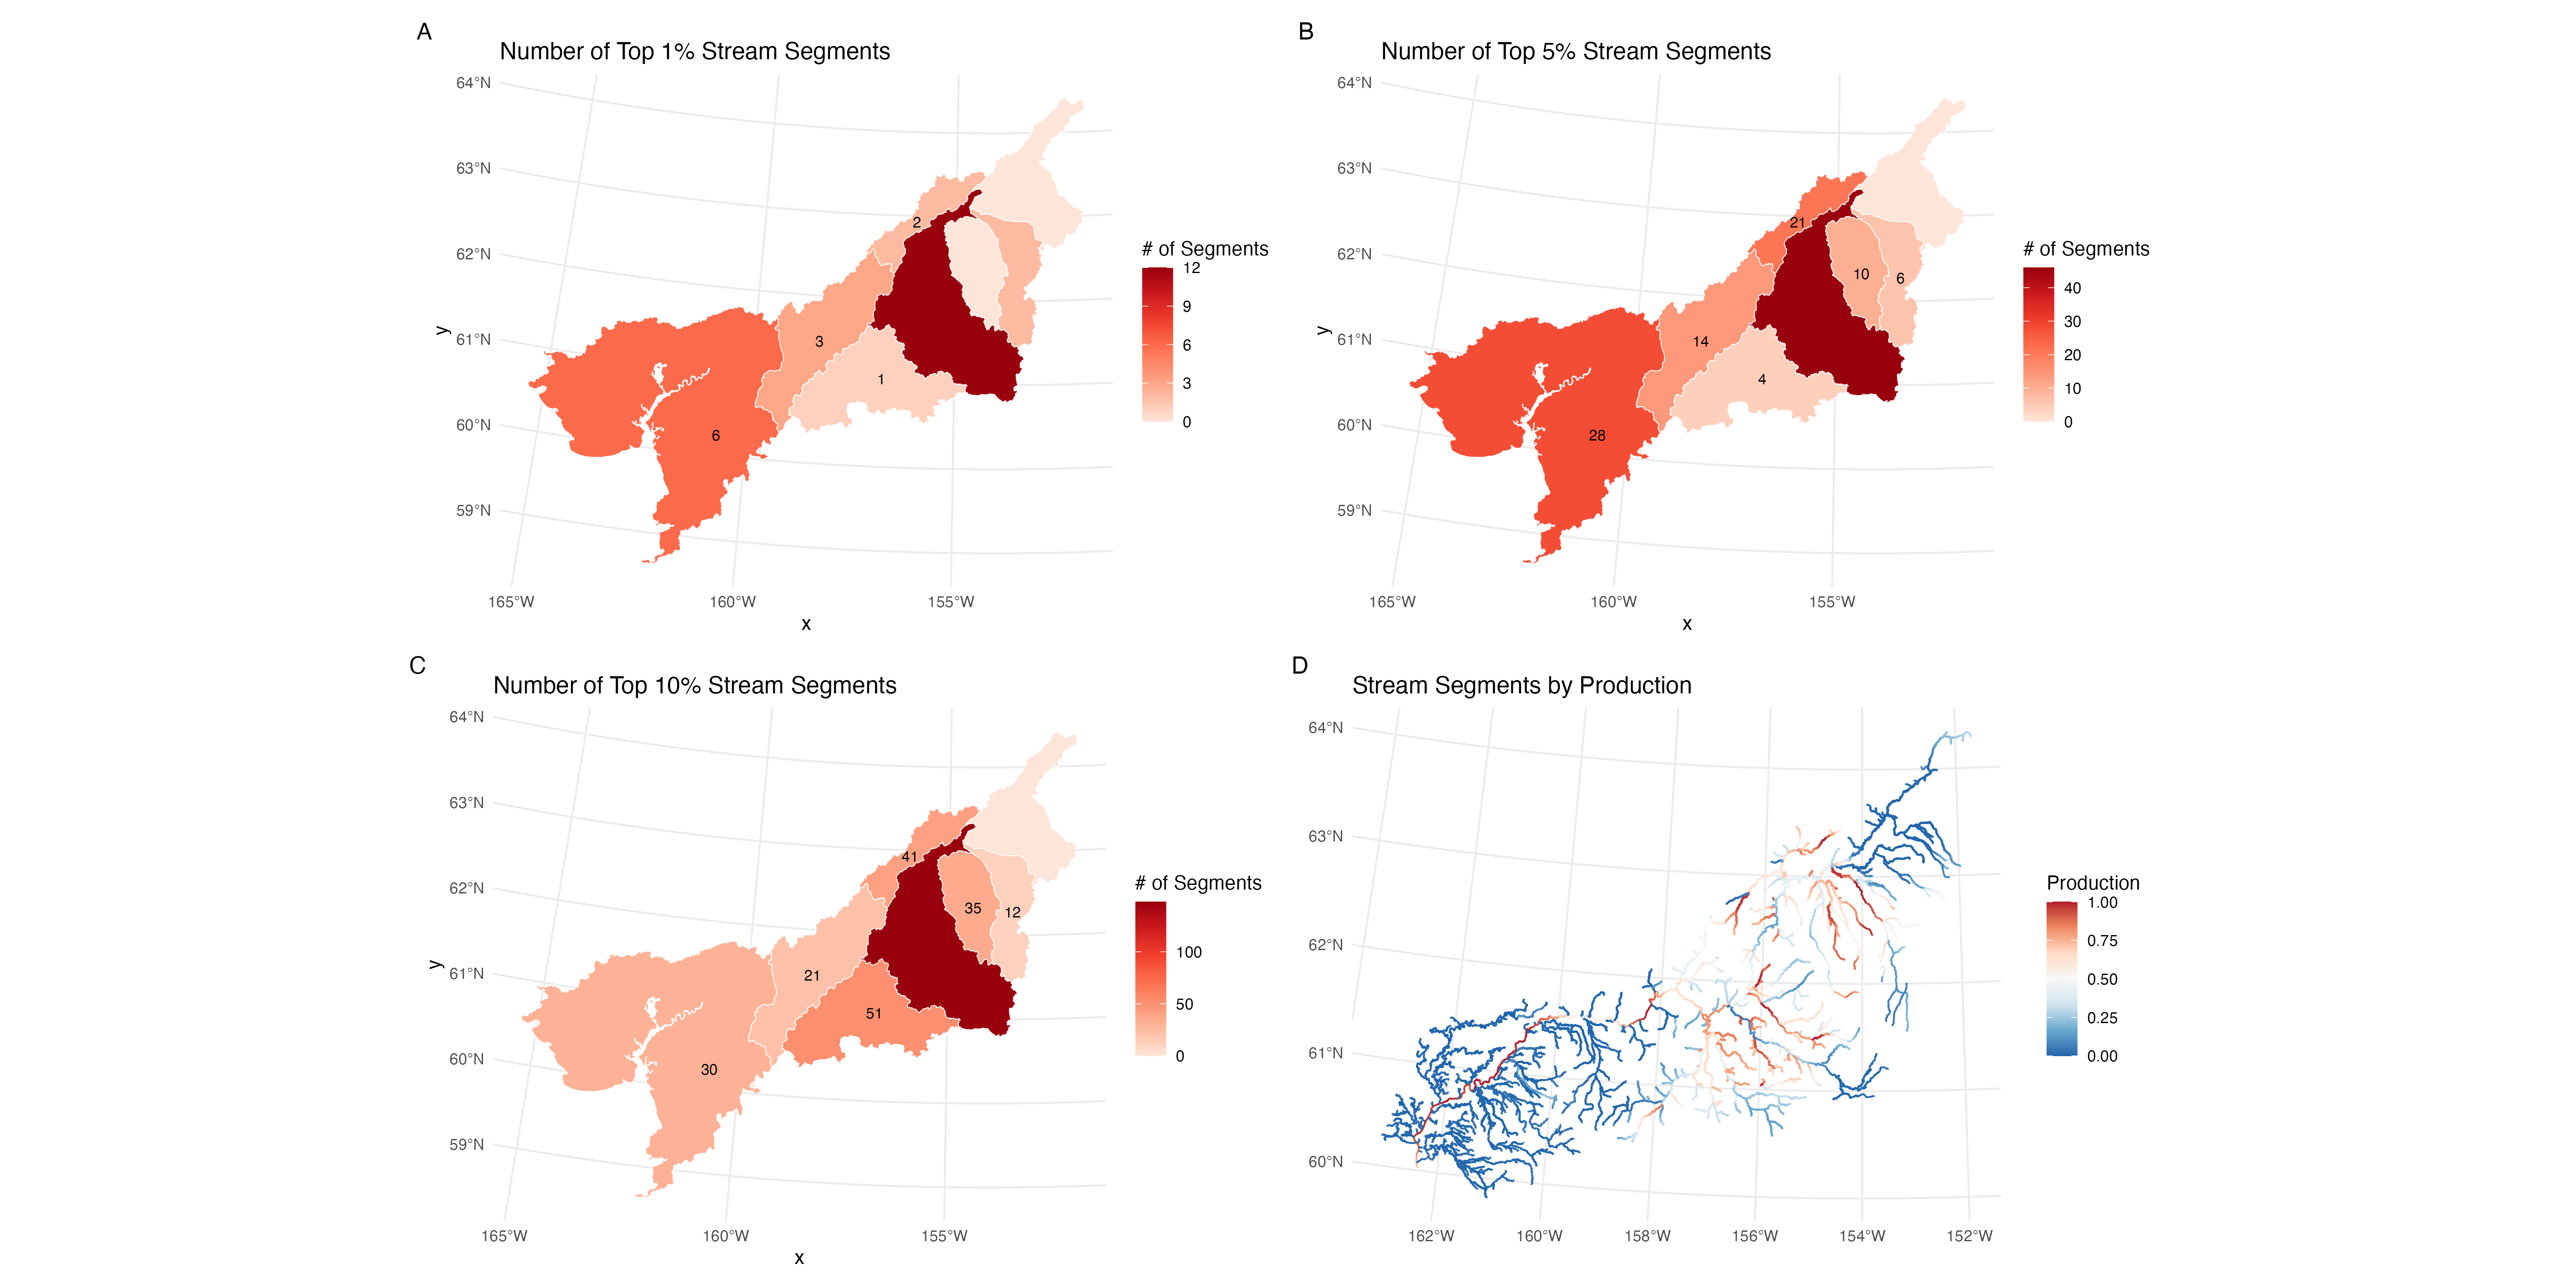 A
Number of Top 1% Stream Segments
64°N
63°N
62°N
61°N
60°N
59°N
y
2
3
1
6
165°W
160°W
155°W
x
# of Segments
12
9
6
3
0
B
Number of Top 5% Stream Segments
64°N
63°N
62°N
61°N
60°N
59°N
y
21
10
6
14
4
28
165°W
160°W
155°W
x
# of Segments
40
30
20
10
0
C
Number of Top 10% Stream Segments
64°N
63°N
62°N
61°N
60°N
59°N
y
41
35
12
21
51
30
165°W
160°W
155°W
x
# of Segments
100
50
0
D
Stream Segments by Production
64°N
63°N
62°N
61°N
60°N
162°W
160°W
158°W
156°W
154°W
152°W
Production
1.00
0.75
0.50
0.25
0.00